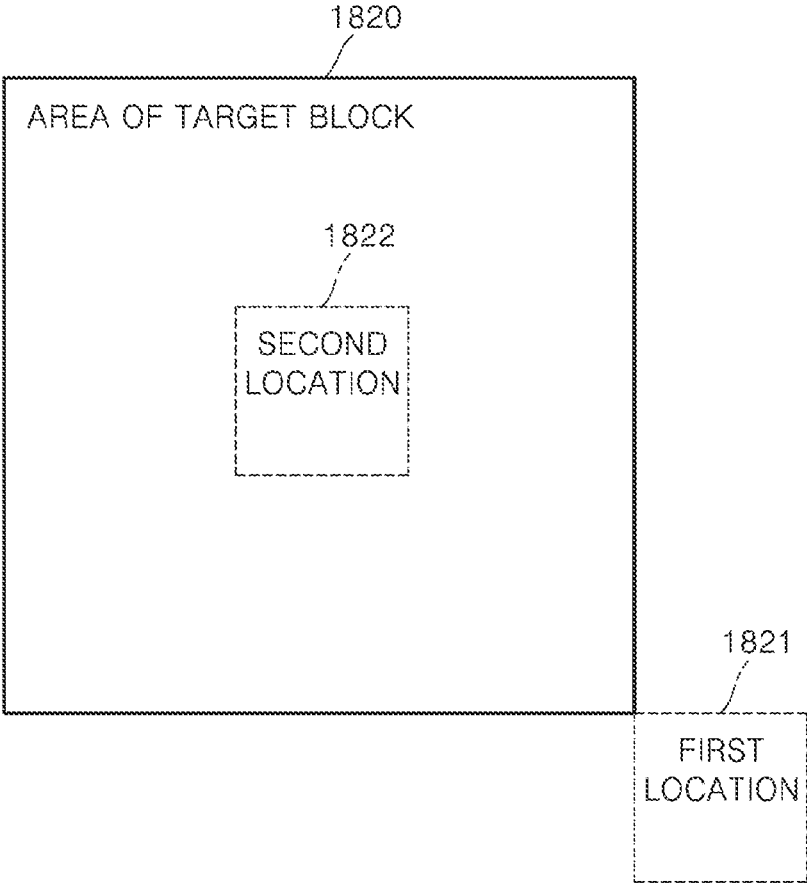 1820
AREA OF TARGET BLOCK
1822
SECOND
LOCATION
1821
FIRST
LOCATION